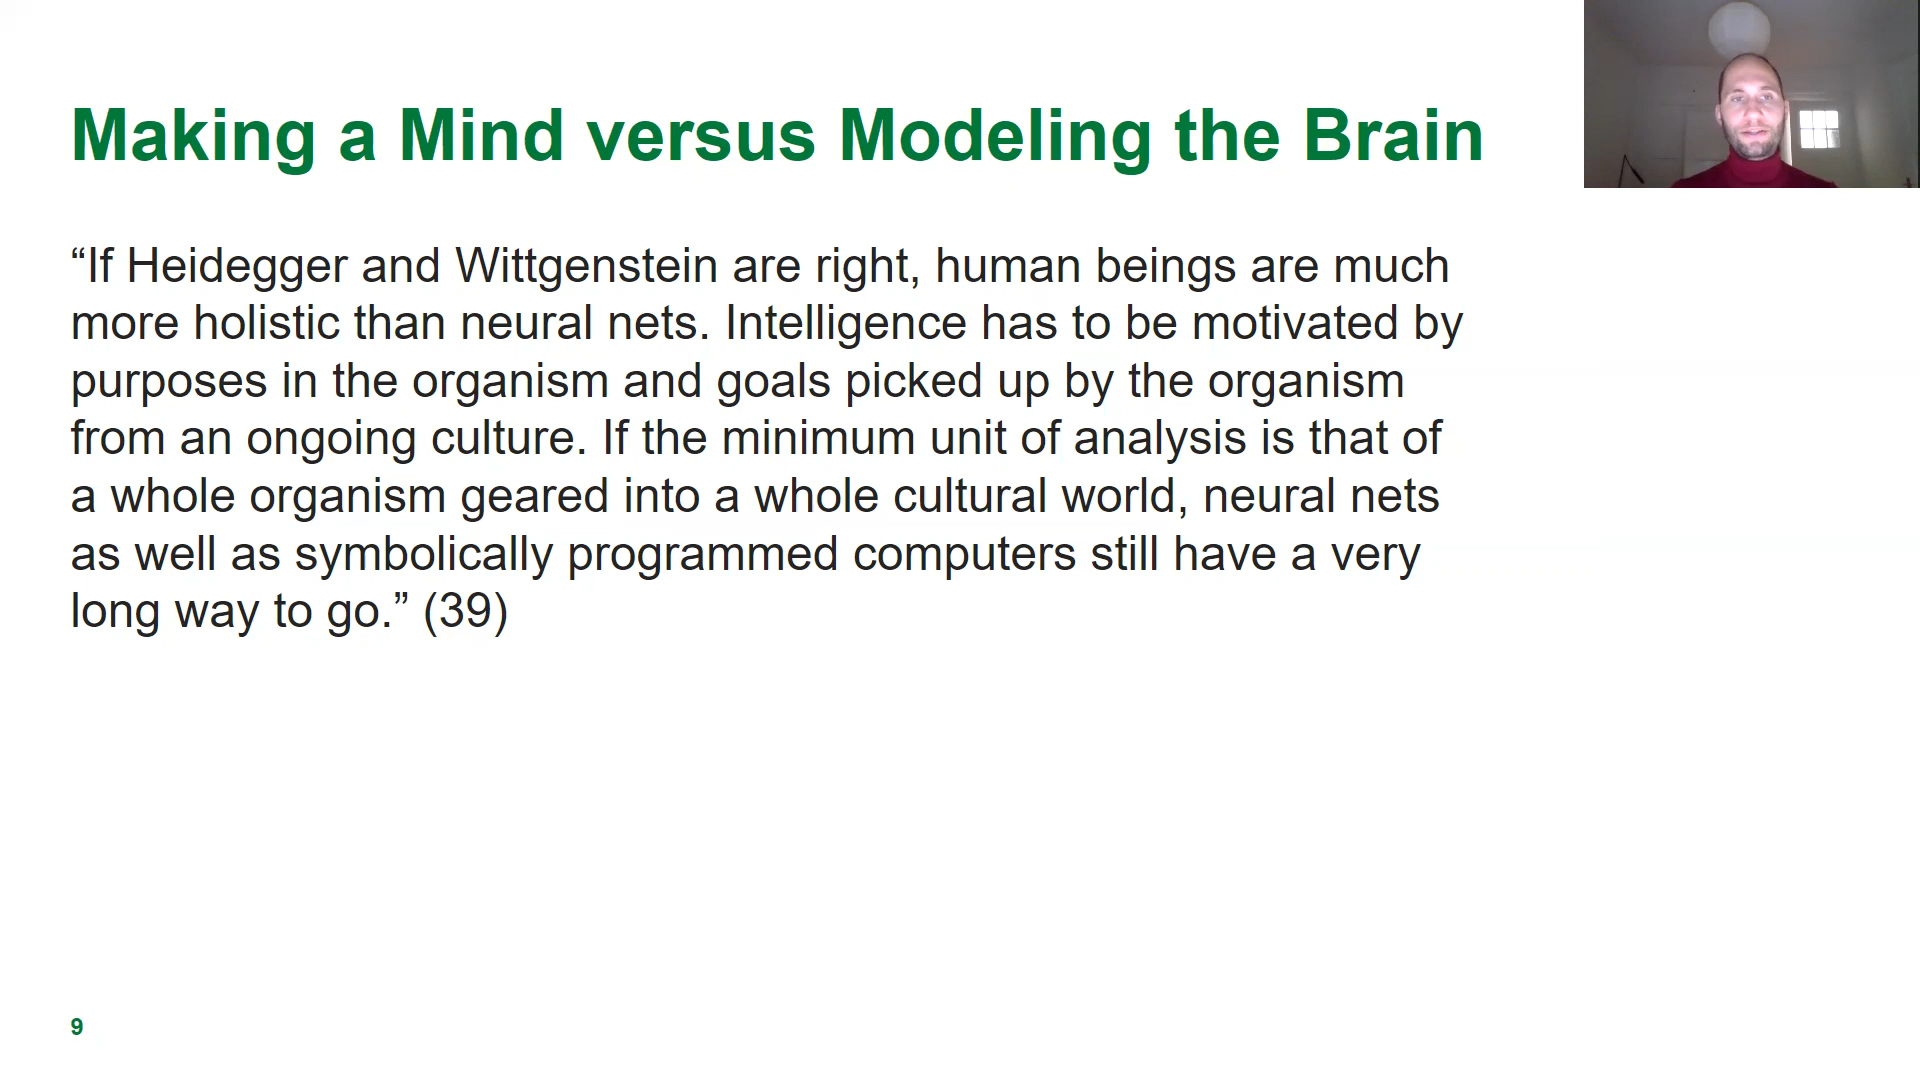 Making a Mind versus Modeling the Brain
“If Heidegger and Wittgenstein are right, human beings are much
more holistic than neural nets. Intelligence has to be motivated by
purposes in the organism and goals picked up by the organism
from an ongoing culture. If the minimum unit of analysis is that of
a whole organism geared into a whole cultural world, neural nets
as well as symbolically programmed computers still have a very
long way to go.” (39)
9